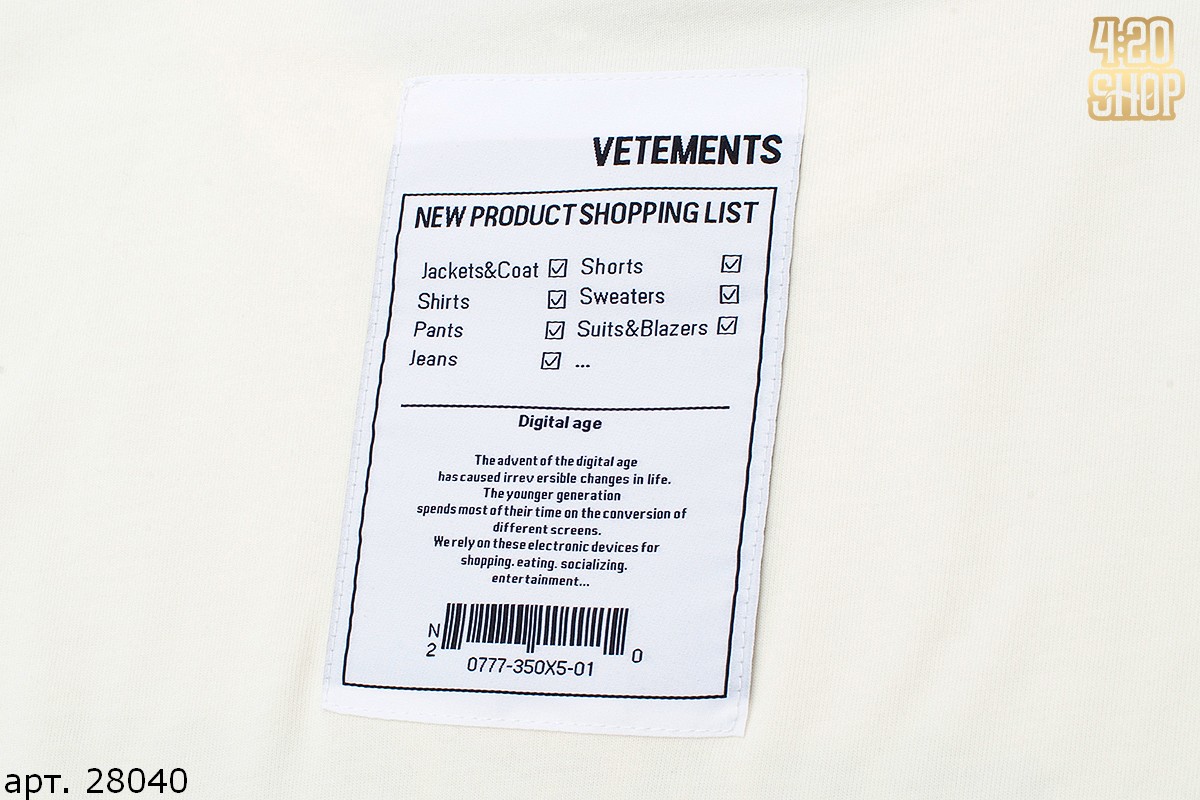 4:20
SHOP
VETEMENTS
NEW PRODUCT SHOPPING LIST
Jackets&Coat ☑ Shorts ☑
Shirts ☑ Sweaters ☑
Pants ☑ Suits&Blazers ☑
Jeans ☑ ...
Digital age
The advent of the digital age
has caused irrev ersible changes in life.
The younger generation
spends most of their time on the conversion of
different screens.
We rely on these electronic devices for
shopping. eating. socializing.
entertainment...
N
2 0
0777-350X5-01
арт. 28040